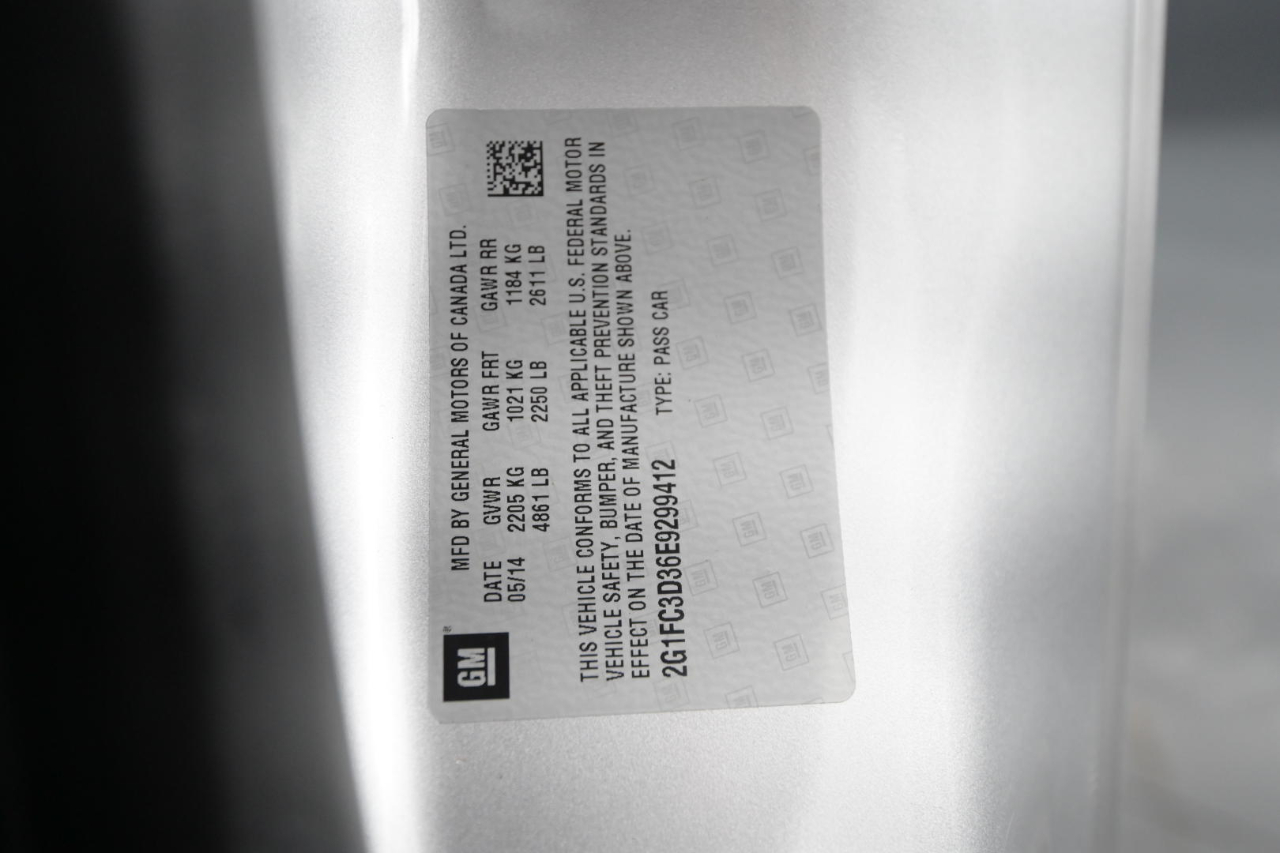 GM®
MFD BY GENERAL MOTORS OF CANADA LTD.
DATE GVWR GAWR FRT GAWR RR
05/14 2205 KG 1021 KG 1184 KG
4861 LB 2250 LB 2611 LB
THIS VEHICLE CONFORMS TO ALL APPLICABLE U.S. FEDERAL MOTOR
VEHICLE SAFETY, BUMPER, AND THEFT PREVENTION STANDARDS IN
EFFECT ON THE DATE OF MANUFACTURE SHOWN ABOVE.
2G1FC3D36E9299412 TYPE: PASS CAR